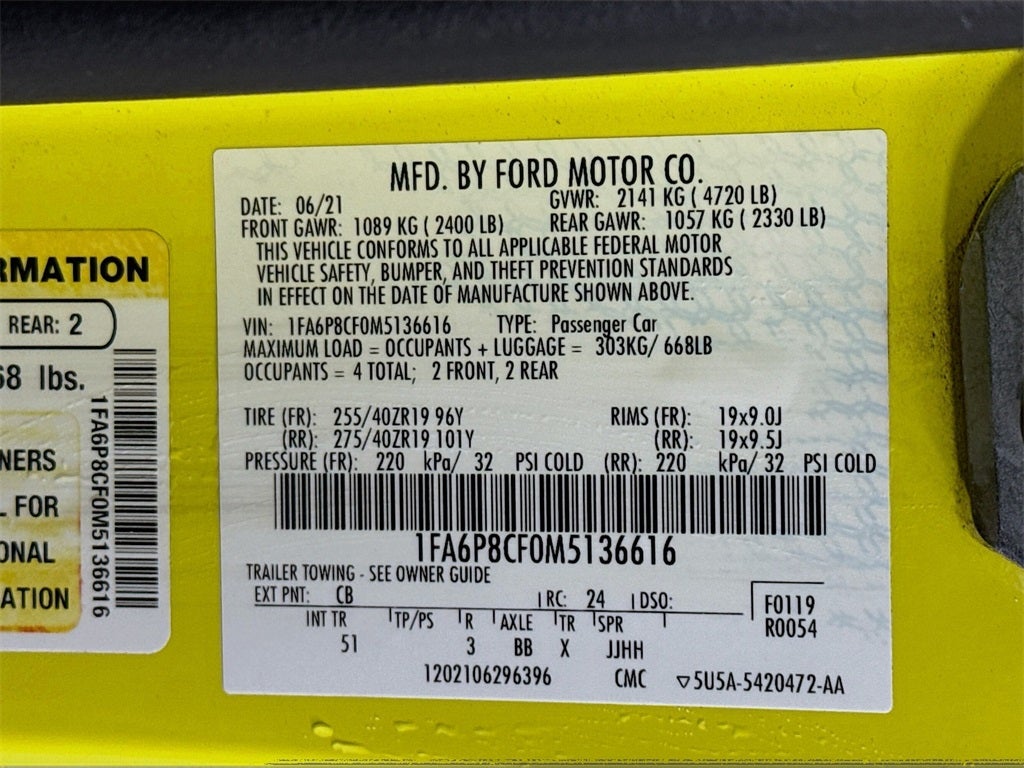 RMATION
REAR: 2
68 lbs.
NERS
L FOR
ONAL
ATION
1FA6P8CF0M5136616
MFD. BY FORD MOTOR CO.
DATE: 06/21 GVWR: 2141 KG ( 4720 LB)
FRONT GAWR: 1089 KG ( 2400 LB) REAR GAWR: 1057 KG ( 2330 LB)
THIS VEHICLE CONFORMS TO ALL APPLICABLE FEDERAL MOTOR
VEHICLE SAFETY, BUMPER, AND THEFT PREVENTION STANDARDS
IN EFFECT ON THE DATE OF MANUFACTURE SHOWN ABOVE.
VIN: 1FA6P8CF0M5136616 TYPE: Passenger Car
MAXIMUM LOAD = OCCUPANTS + LUGGAGE = 303KG/ 668LB
OCCUPANTS = 4 TOTAL; 2 FRONT, 2 REAR
TIRE (FR): 255/40ZR19 96Y RIMS (FR): 19x9.0J
(RR): 275/40ZR19 101Y (RR): 19x9.5J
PRESSURE (FR): 220 kPa/ 32 PSI COLD (RR): 220 kPa/ 32 PSI COLD
1FA6P8CF0M5136616
TRAILER TOWING - SEE OWNER GUIDE
EXT PNT: CB RC: 24 DSO: F0119
INT TR TP/PS R AXLE TR SPR R0054
51 3 BB X JJHH
1202106296396 CMC ▽5U5A-5420472-AA